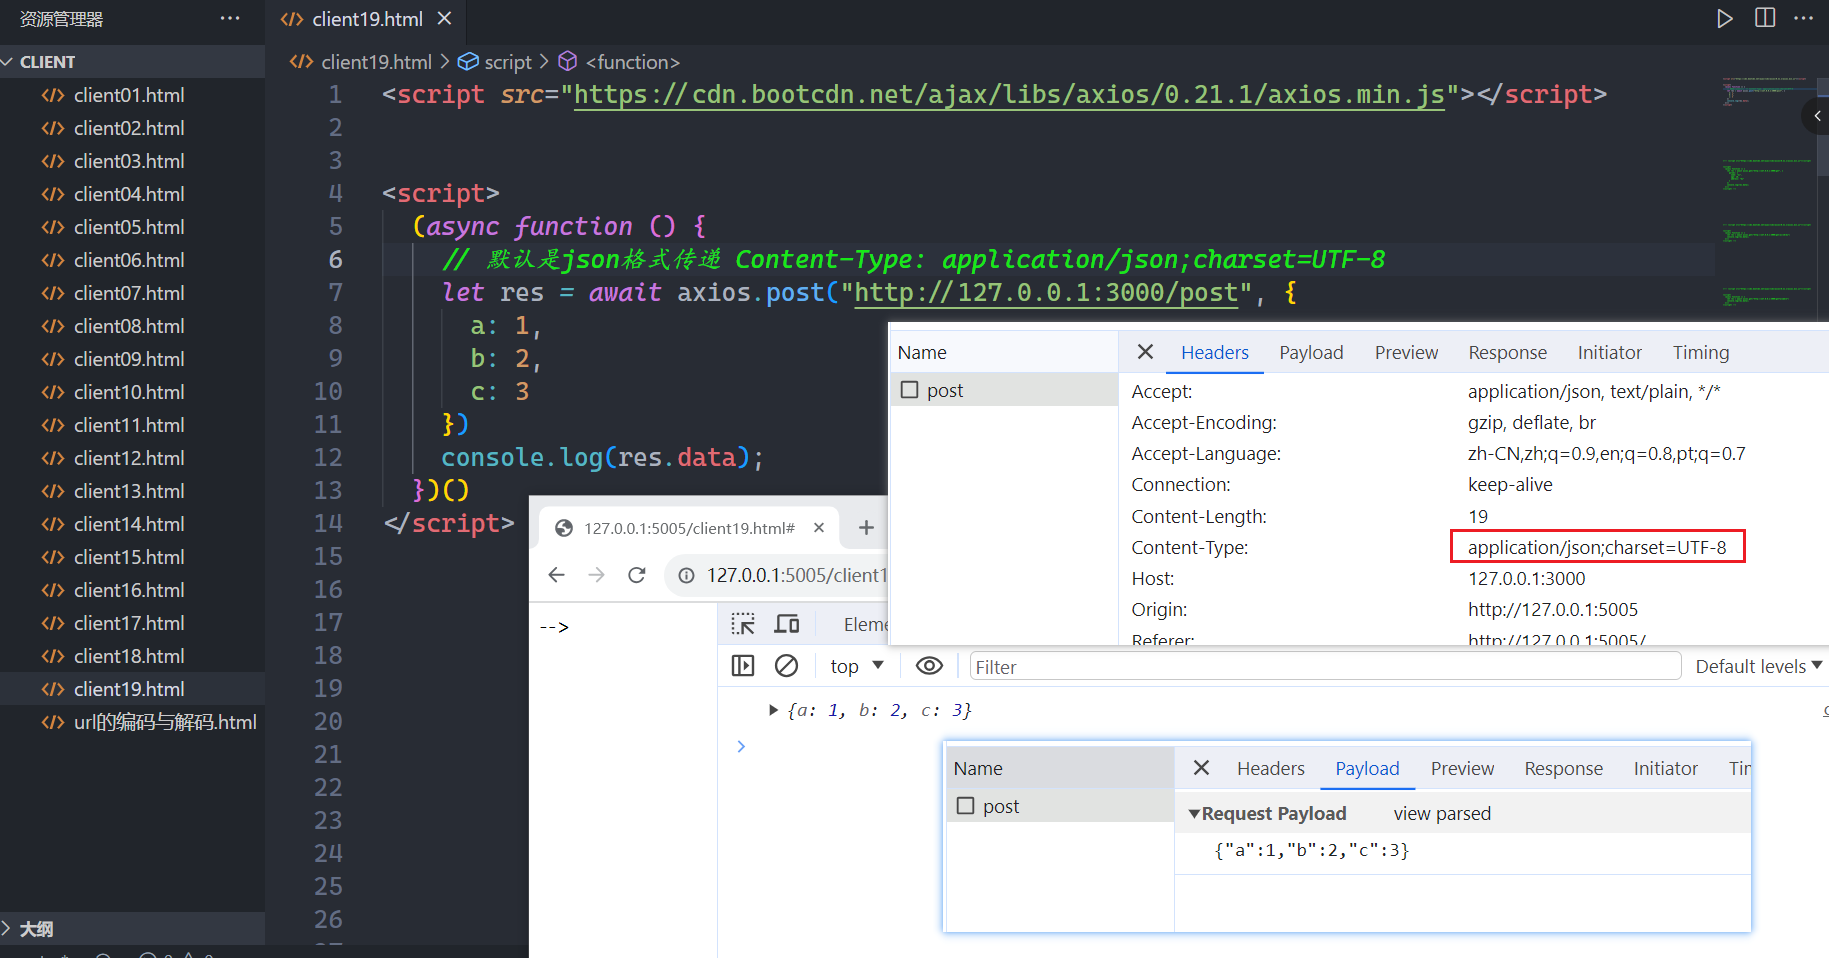 资源管理器 ···
client19.html
CLIENT
client19.html > script > <function>
client01.html
client02.html
client03.html
client04.html
client05.html
client06.html
client07.html
client08.html
client09.html
client10.html
client11.html
client12.html
client13.html
client14.html
client15.html
client16.html
client17.html
client18.html
client19.html
url的编码与解码.html
大纲
1 <script src="https://cdn.bootcdn.net/ajax/libs/axios/0.21.1/axios.min.js"></script>
2
3
4 <script>
5 (async function () {
6 // 默认是json格式传递 Content-Type: application/json;charset=UTF-8
7 let res = await axios.post("http://127.0.0.1:3000/post", {
8 a: 1,
9 b: 2,
10 c: 3
11 })
12 console.log(res.data);
13 })()
14 </script>
15
16
17
18
19
20
21
22
23
24
25
26
Name
post
Headers Payload Preview Response Initiator Timing
Accept: application/json, text/plain, */*
Accept-Encoding: gzip, deflate, br
Accept-Language: zh-CN,zh;q=0.9,en;q=0.8,pt;q=0.7
Connection: keep-alive
Content-Length: 19
Content-Type: application/json;charset=UTF-8
Host: 127.0.0.1:3000
Origin: http://127.0.0.1:5005
Referer: http://127.0.0.1:5005/
127.0.0.1:5005/client19.html#
127.0.0.1:5005/client1
-->
Eleme
top Filter Default levels
{a: 1, b: 2, c: 3}
Name
post
Headers Payload Preview Response Initiator Tim
Request Payload view parsed
{"a":1,"b":2,"c":3}